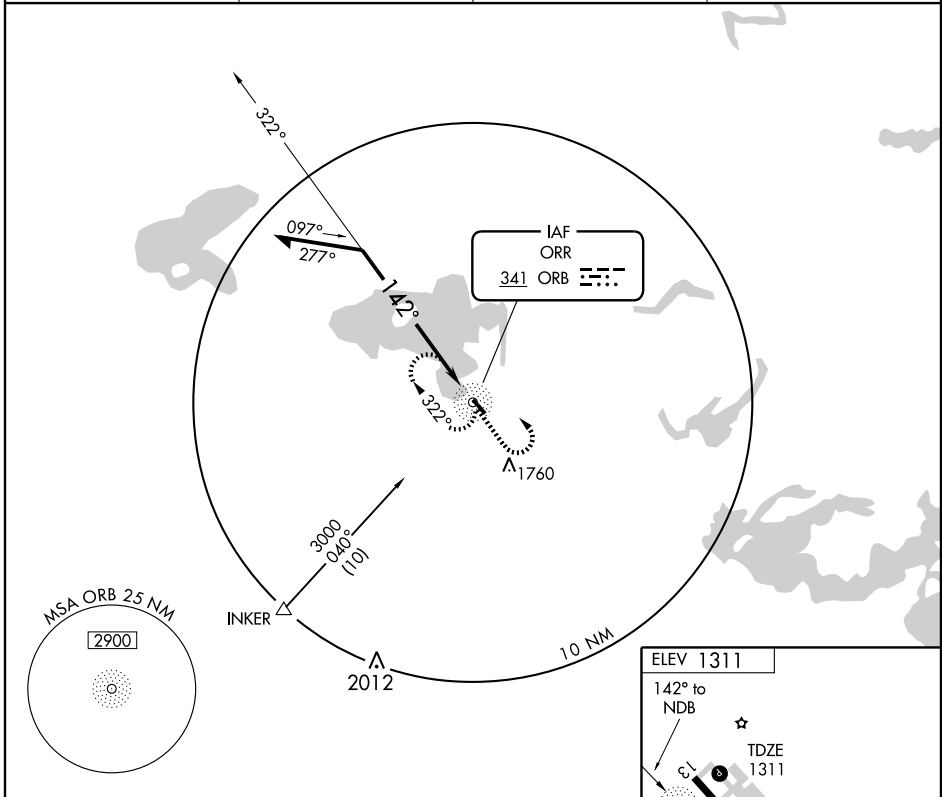 322°
097°
277°
142°
IAF
ORR
341 ORB
322°
1760
3000
040°
(10)
INKER
MSA ORB 25 NM
2900
2012
10 NM
ELEV 1311
142° to
NDB
TDZE
1311
13